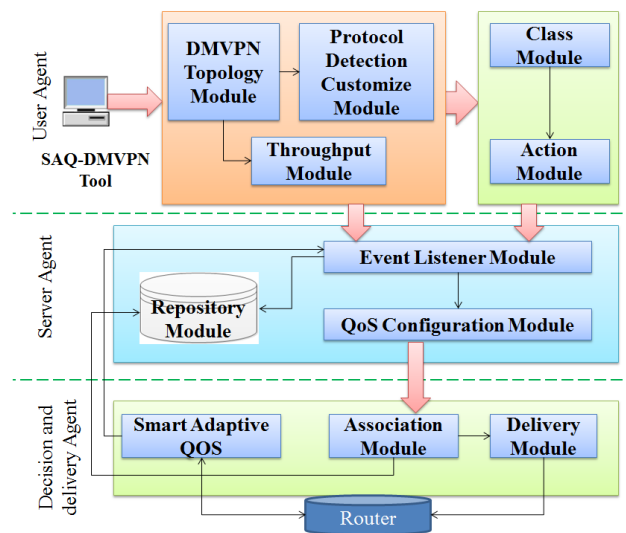 User Agent
SAQ-DMVPN
Tool
DMVPN
Topology
Module
Protocol
Detection
Customize
Module
Throughput
Module
Class
Module
Action
Module
Server Agent
Event Listener Module
Repository
Module
QoS Configuration Module
Decision and
delivery Agent
Smart Adaptive
QOS
Association
Module
Delivery
Module
Router